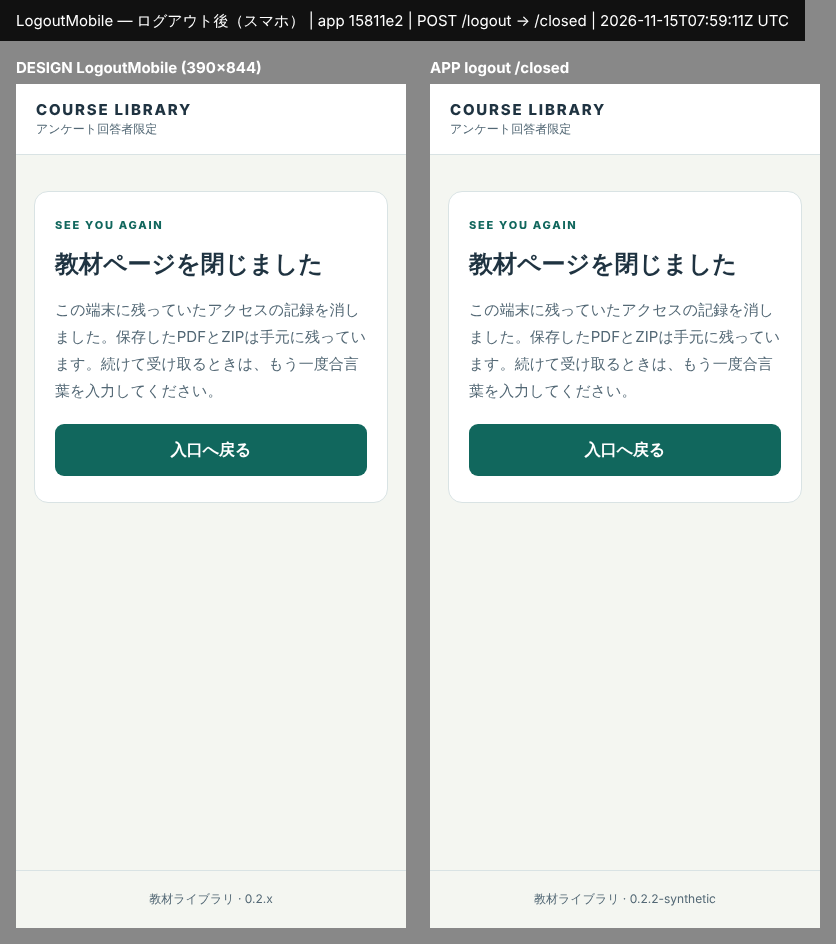 LogoutMobile — ログアウト後（スマホ） | app 15811e2 | POST /logout → /closed | 2026-11-15T07:59:11Z UTC
DESIGN LogoutMobile (390×844)
COURSE LIBRARY
アンケート回答者限定
SEE YOU AGAIN
教材ページを閉じました
この端末に残っていたアクセスの記録を消し
ました。保存したPDFとZIPは手元に残ってい
ます。続けて受け取るときは、もう一度合言
葉を入力してください。
入口へ戻る
教材ライブラリ · 0.2.x
APP logout /closed
COURSE LIBRARY
アンケート回答者限定
SEE YOU AGAIN
教材ページを閉じました
この端末に残っていたアクセスの記録を消し
ました。保存したPDFとZIPは手元に残ってい
ます。続けて受け取るときは、もう一度合言
葉を入力してください。
入口へ戻る
教材ライブラリ · 0.2.2-synthetic